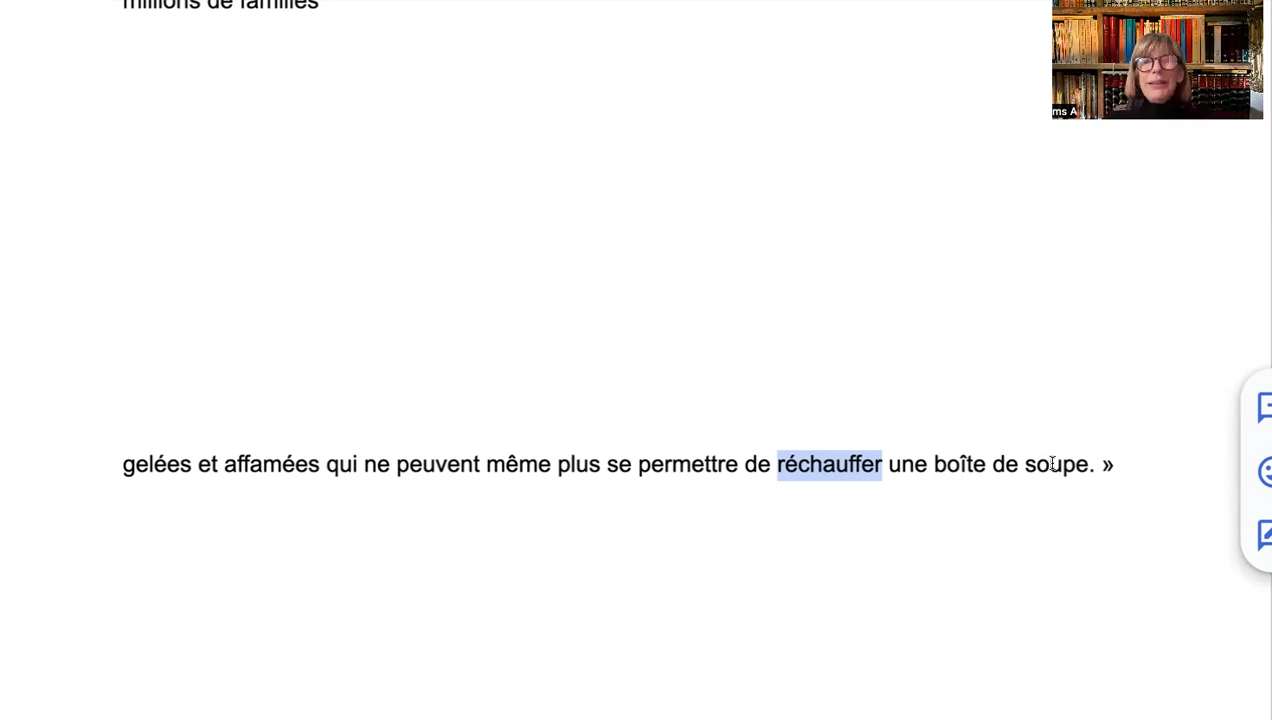 millions de familles
ms A
gelées et affamées qui ne peuvent même plus se permettre de réchauffer une boîte de soupe. »